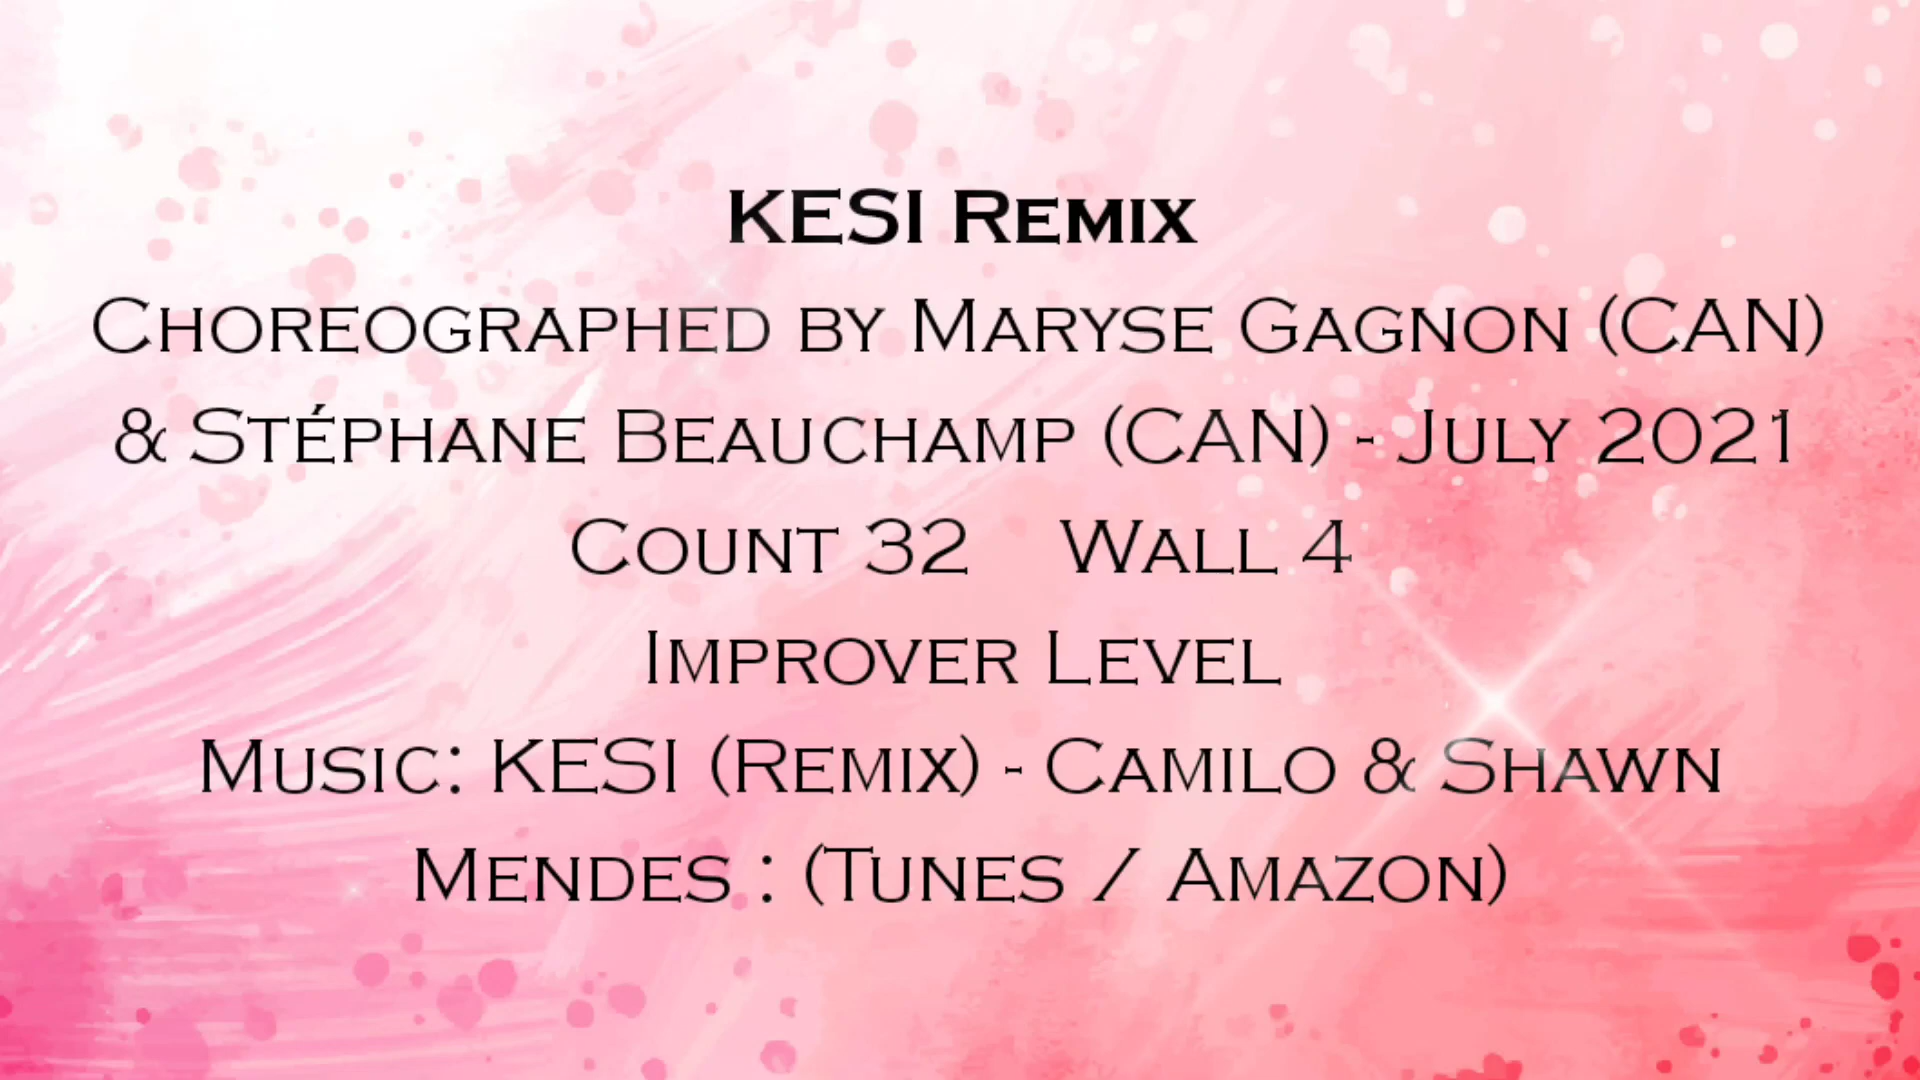 KESI Remix
Choreographed by Maryse Gagnon (CAN)
& Stéphane Beauchamp (CAN) - July 2021
Count 32 Wall 4
Improver Level
Music: KESI (Remix) - Camilo & Shawn
Mendes : (Tunes / Amazon)